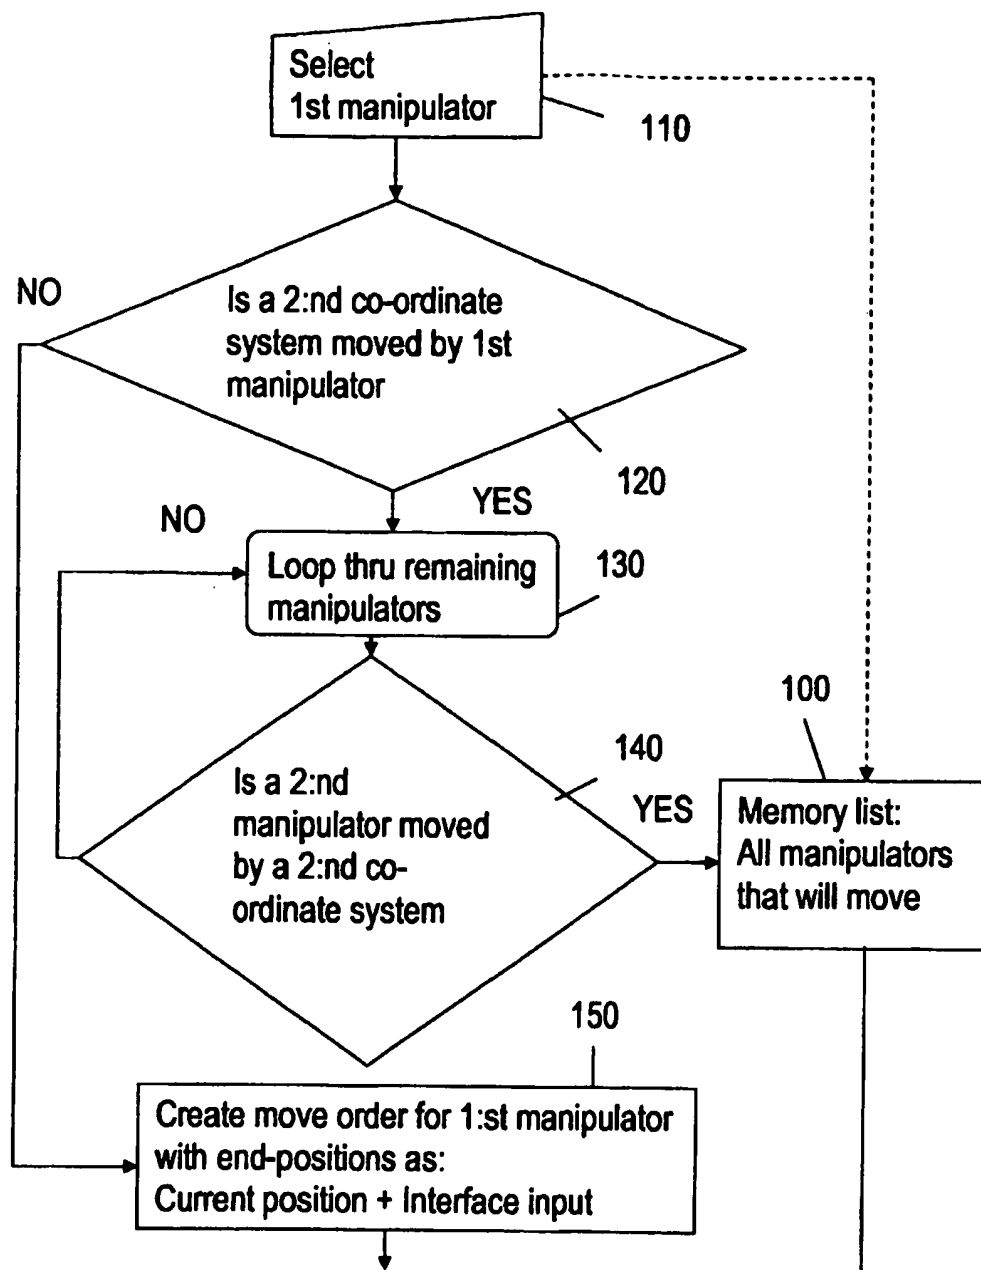 Select
1st manipulator
110
NO
Is a 2:nd co-ordinate
system moved by 1st
manipulator
120
YES
NO
Loop thru remaining
manipulators
130
100
140
Is a 2:nd
manipulator moved
by a 2:nd co-
ordinate system
YES
Memory list:
All manipulators
that will move
150
Create move order for 1:st manipulator
with end-positions as:
Current position + Interface input